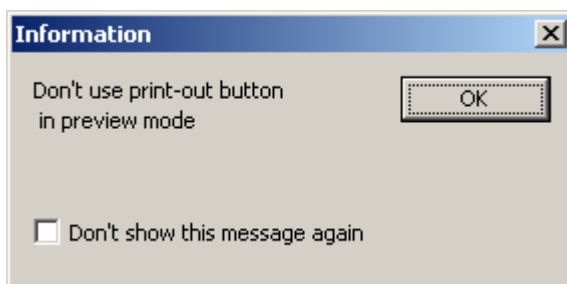 Information
Don't use print-out button
in preview mode
OK
Don't show this message again